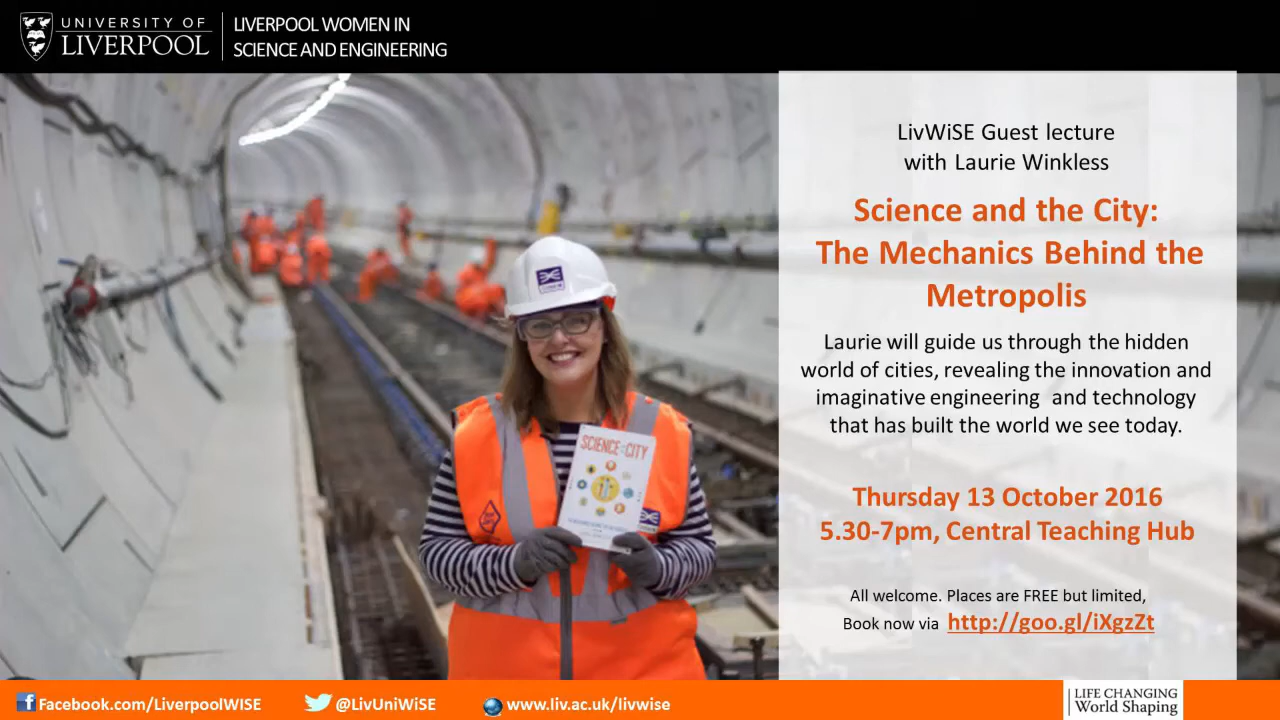 UNIVERSITY OF
LIVERPOOL
LIVERPOOL WOMEN IN
SCIENCE AND ENGINEERING
LivWiSE Guest lecture
with Laurie Winkless
Science and the City:
The Mechanics Behind the
Metropolis
Laurie will guide us through the hidden
world of cities, revealing the innovation and
imaginative engineering and technology
that has built the world we see today.
Thursday 13 October 2016
5.30-7pm, Central Teaching Hub
All welcome. Places are FREE but limited,
Book now via http://goo.gl/iXgzZt
SCIENCE CITY
Facebook.com/LiverpoolWISE
@LivUniWiSE
www.liv.ac.uk/livwise
LIFE CHANGING
World Shaping